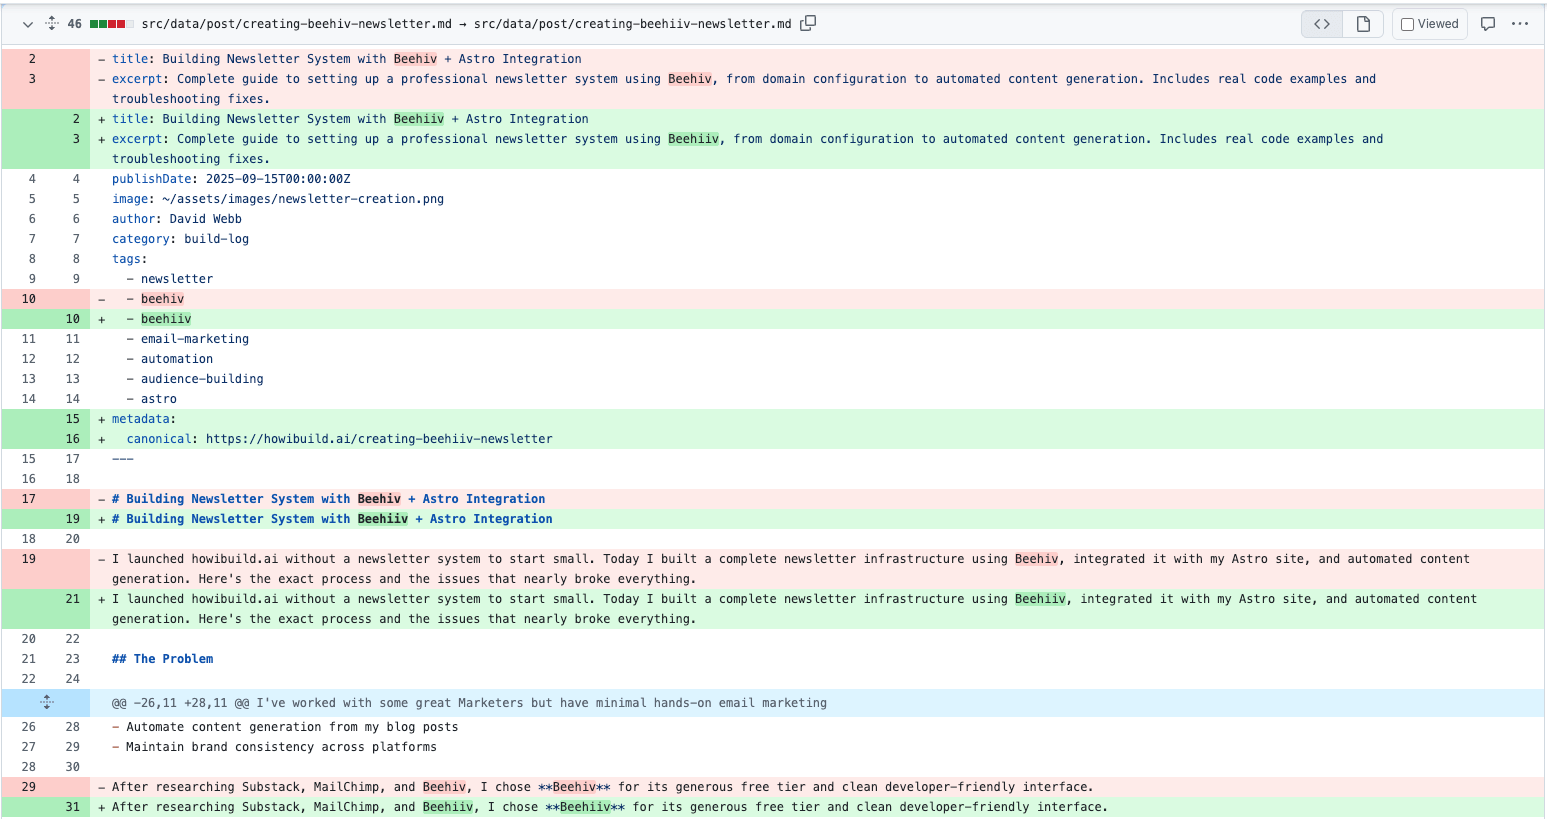 46 src/data/post/creating-beehiv-newsletter.md → src/data/post/creating-beehiiv-newsletter.md Viewed
2 - title: Building Newsletter System with Beehiv + Astro Integration
3 - excerpt: Complete guide to setting up a professional newsletter system using Beehiv, from domain configuration to automated content generation. Includes real code examples and
troubleshooting fixes.
2 + title: Building Newsletter System with Beehiiv + Astro Integration
3 + excerpt: Complete guide to setting up a professional newsletter system using Beehiiv, from domain configuration to automated content generation. Includes real code examples and
troubleshooting fixes.
4 4 publishDate: 2025-09-15T00:00:00Z
5 5 image: ~/assets/images/newsletter-creation.png
6 6 author: David Webb
7 7 category: build-log
8 8 tags:
9 9 - newsletter
10 - - beehiv
10 + - beehiiv
11 11 - email-marketing
12 12 - automation
13 13 - audience-building
14 14 - astro
15 + metadata:
16 + canonical: https://howibuild.ai/creating-beehiiv-newsletter
15 17 ---
16 18
17 - # Building Newsletter System with Beehiv + Astro Integration
19 + # Building Newsletter System with Beehiiv + Astro Integration
18 20
19 - I launched howibuild.ai without a newsletter system to start small. Today I built a complete newsletter infrastructure using Beehiv, integrated it with my Astro site, and automated content
generation. Here's the exact process and the issues that nearly broke everything.
21 + I launched howibuild.ai without a newsletter system to start small. Today I built a complete newsletter infrastructure using Beehiiv, integrated it with my Astro site, and automated content
generation. Here's the exact process and the issues that nearly broke everything.
20 22
21 23 ## The Problem
22 24
@@ -26,11 +28,11 @@ I've worked with some great Marketers but have minimal hands-on email marketing
26 28 - Automate content generation from my blog posts
27 29 - Maintain brand consistency across platforms
28 30
29 - After researching Substack, MailChimp, and Beehiv, I chose **Beehiv** for its generous free tier and clean developer-friendly interface.
31 + After researching Substack, MailChimp, and Beehiiv, I chose **Beehiiv** for its generous free tier and clean developer-friendly interface.